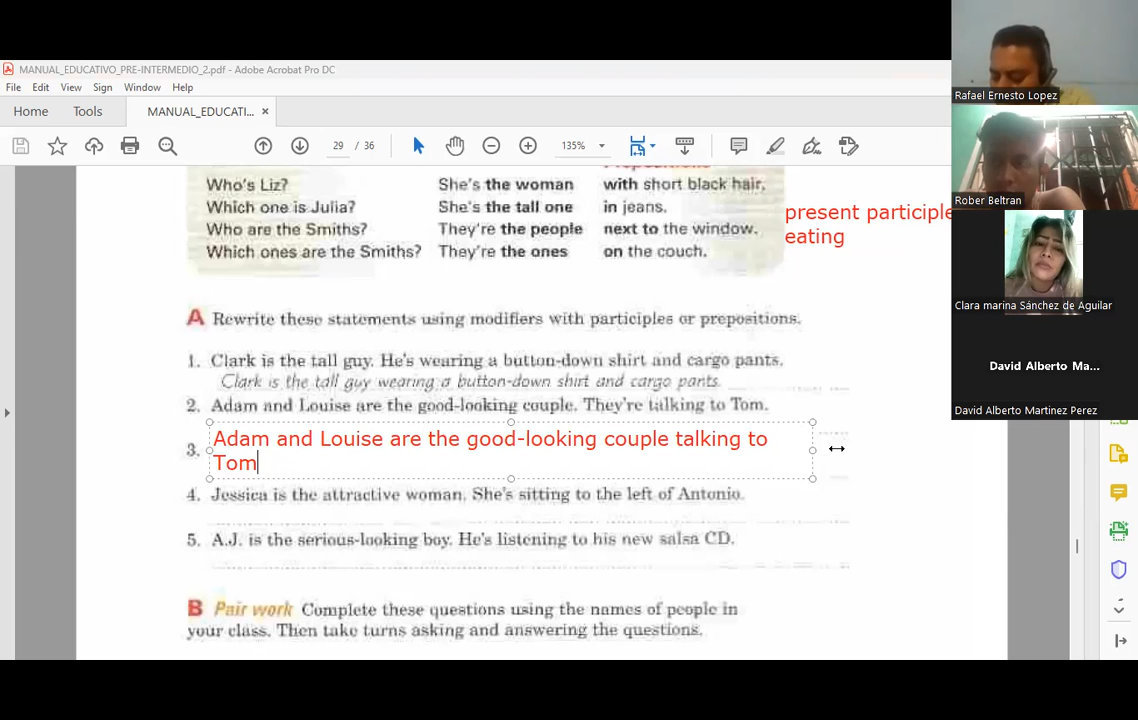 MANUAL_EDUCATIVO_PRE-INTERMEDIO_2.pdf - Adobe Acrobat Pro DC
File Edit View Sign Window Help
Home Tools MANUAL_EDUCATI... ×
29 / 36 135%
Who's Liz? She's the woman with short black hair.
Which one is Julia? She's the tall one in jeans.
Who are the Smiths? They're the people next to the window.
Which ones are the Smiths? They're the ones on the couch.
present participle
eating
A Rewrite these statements using modifiers with participles or prepositions.
1. Clark is the tall guy. He's wearing a button-down shirt and cargo pants.
Clark is the tall guy wearing a button-down shirt and cargo pants.
2. Adam and Louise are the good-looking couple. They're talking to Tom.
Adam and Louise are the good-looking couple talking to
3.
Tom
4. Jessica is the attractive woman. She's sitting to the left of Antonio.
5. A.J. is the serious-looking boy. He's listening to his new salsa CD.
B Pair work Complete these questions using the names of people in
your class. Then take turns asking and answering the questions.
Rafael Ernesto Lopez
Rober Beltran
Clara marina Sánchez de Aguilar
David Alberto Ma...
David Alberto Martinez Perez